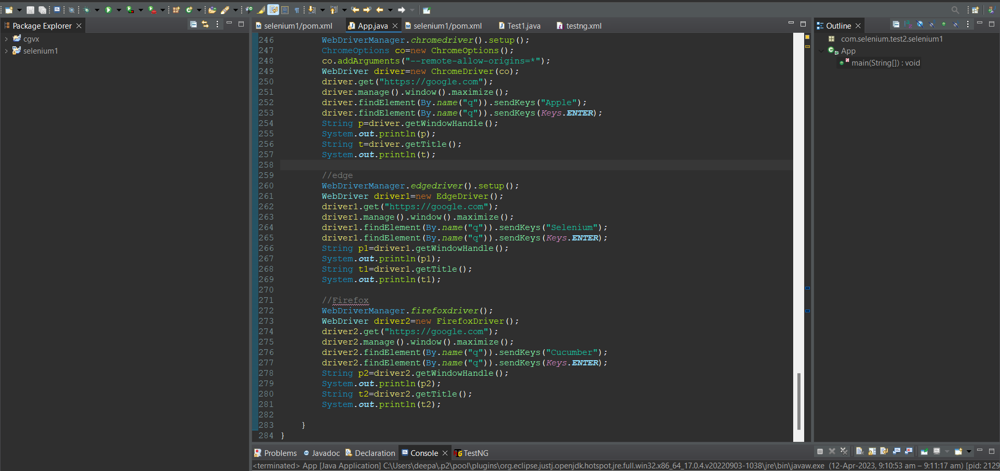 Package Explorer
cgvx
selenium1
selenium1/pom.xml
App.java
selenium1/pom.xml
Test1.java
testng.xml
246 WebDriverManager.chromedriver().setup();
247 ChromeOptions co=new ChromeOptions();
248 co.addArguments("--remote-allow-origins=*");
249 WebDriver driver=new ChromeDriver(co);
250 driver.get("https://google.com");
251 driver.manage().window().maximize();
252 driver.findElement(By.name("q")).sendKeys("Apple");
253 driver.findElement(By.name("q")).sendKeys(Keys.ENTER);
254 String p=driver.getWindowHandle();
255 System.out.println(p);
256 String t=driver.getTitle();
257 System.out.println(t);
258
259 //edge
260 WebDriverManager.edgedriver().setup();
261 WebDriver driver1=new EdgeDriver();
262 driver1.get("https://google.com");
263 driver1.manage().window().maximize();
264 driver1.findElement(By.name("q")).sendKeys("Selenium");
265 driver1.findElement(By.name("q")).sendKeys(Keys.ENTER);
266 String p1=driver1.getWindowHandle();
267 System.out.println(p1);
268 String t1=driver1.getTitle();
269 System.out.println(t1);
270
271 //Firefox
272 WebDriverManager.firefoxdriver();
273 WebDriver driver2=new FirefoxDriver();
274 driver2.get("https://google.com");
275 driver2.manage().window().maximize();
276 driver2.findElement(By.name("q")).sendKeys("Cucumber");
277 driver2.findElement(By.name("q")).sendKeys(Keys.ENTER);
278 String p2=driver2.getWindowHandle();
279 System.out.println(p2);
280 String t2=driver2.getTitle();
281 System.out.println(t2);
282
283 }
284 }
Outline
com.selenium.test2.selenium1
App
main(String[]) : void
Problems
@ Javadoc
Declaration
Console
TestNG
<terminated> App [Java Application] C:\Users\deepa\.p2\pool\plugins\org.eclipse.justj.openjdk.hotspot.jre.full.win32.x86_64_17.0.4.v20220903-1038\jre\bin\javaw.exe (12-Apr-2023, 9:10:53 am – 9:11:17 am) [pid: 2129